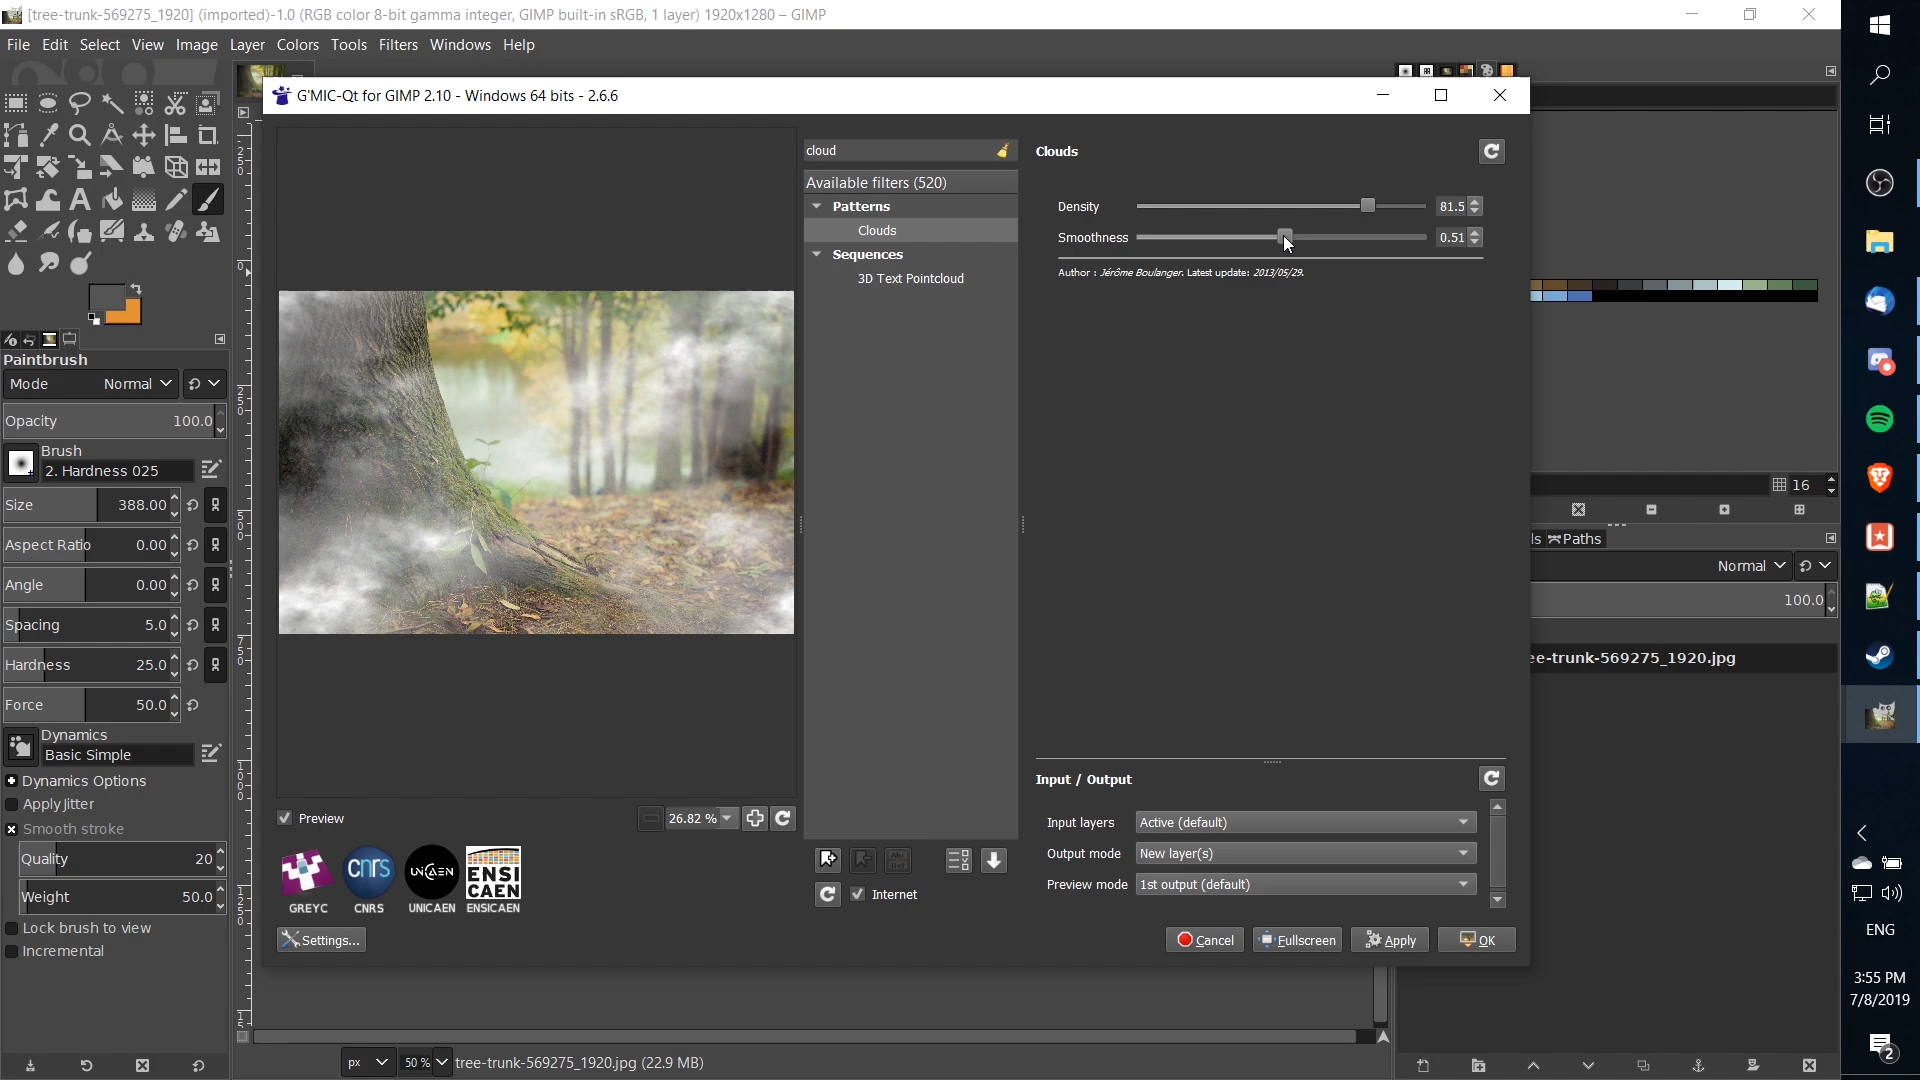 [tree-trunk-569275_1920] (imported)-1.0 (RGB color 8-bit gamma integer, GIMP built-in sRGB, 1 layer) 1920x1280 – GIMP
File Edit Select View Image Layer Colors Tools Filters Windows Help
G'MIC-Qt for GIMP 2.10 - Windows 64 bits - 2.6.6
cloud
Available filters (520)
Patterns
Clouds
Sequences
3D Text Pointcloud
Clouds
Density 81.5
Smoothness 0.51
Author : Jérôme Boulanger. Latest update: 2013/05/29.
Input / Output
Input layers Active (default)
Output mode New layer(s)
Preview mode 1st output (default)
Preview
26.82 %
GREYC
cnrs
CNRS
UNICAEN
UNICAEN
ENSI
CAEN
ENSICAEN
Internet
Settings...
Cancel
Fullscreen
Apply
OK
Paintbrush
Mode Normal
Opacity 100.0
Brush
2. Hardness 025
Size 388.00
Aspect Ratio 0.00
Angle 0.00
Spacing 5.0
Hardness 25.0
Force 50.0
Dynamics
Basic Simple
Dynamics Options
Apply Jitter
Smooth stroke
Quality 20
Weight 50.0
Lock brush to view
Incremental
px 50 % tree-trunk-569275_1920.jpg (22.9 MB)
16
ls Paths
Normal
100.0
ee-trunk-569275_1920.jpg
ENG
3:55 PM
7/8/2019
2